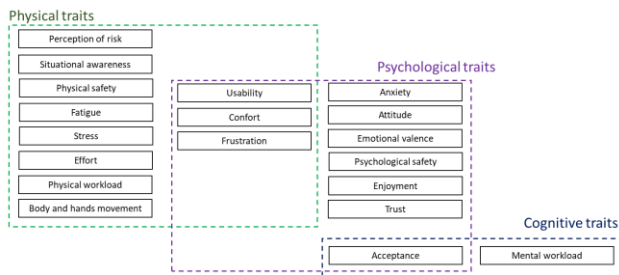 Physical traits
Perception of risk
Situational awareness
Physical safety
Fatigue
Stress
Effort
Physical workload
Body and hands movement
Usability
Confort
Frustration
Psychological traits
Anxiety
Attitude
Emotional valence
Psychological safety
Enjoyment
Trust
Cognitive traits
Acceptance
Mental workload